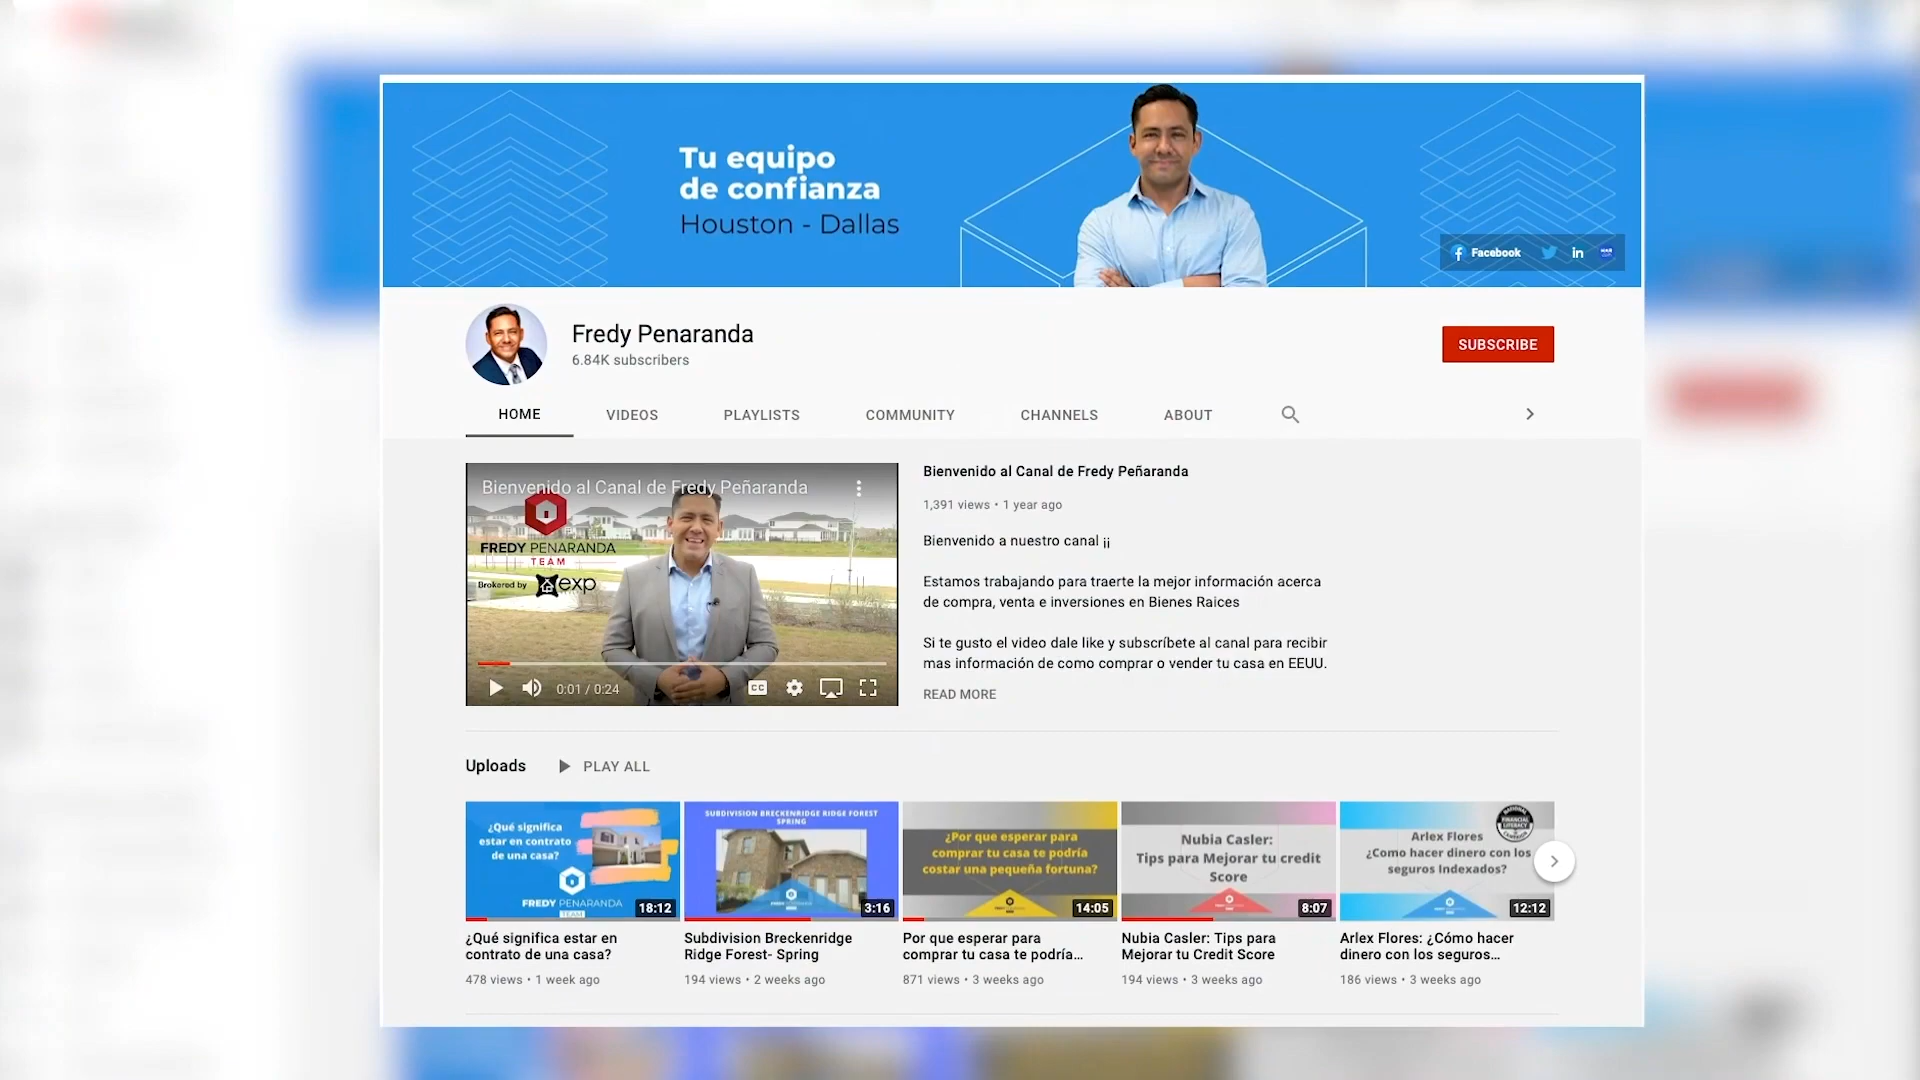 Tu equipo
de confianza
Houston - Dallas
Facebook
in
Fredy Penaranda
6.84K subscribers
SUBSCRIBE
HOME
VIDEOS
PLAYLISTS
COMMUNITY
CHANNELS
ABOUT
Bienvenido al Canal de Fredy Peñaranda
FREDY PENARANDA
TEAM
Brokered by
exp
0:01 / 0:24
CC
Bienvenido al Canal de Fredy Peñaranda
1,391 views • 1 year ago
Bienvenido a nuestro canal ¡¡
Estamos trabajando para traerte la mejor información acerca
de compra, venta e inversiones en Bienes Raices
Si te gusto el video dale like y subscríbete al canal para recibir
mas información de como comprar o vender tu casa en EEUU.
READ MORE
Uploads
PLAY ALL
¿Qué significa
estar en contrato
de una casa?
FREDY PENARANDA
TEAM
18:12
¿Qué significa estar en
contrato de una casa?
478 views • 1 week ago
SUBDIVISION BRECKENRIDGE RIDGE FOREST
SPRING
3:16
Subdivision Breckenridge
Ridge Forest- Spring
194 views • 2 weeks ago
¿Por que esperar para
comprar tu casa te podría
costar una pequeña fortuna?
14:05
Por que esperar para
comprar tu casa te podría...
871 views • 3 weeks ago
Nubia Casler:
Tips para Mejorar tu credit
Score
8:07
Nubia Casler: Tips para
Mejorar tu Credit Score
194 views • 3 weeks ago
Arlex Flores
¿Como hacer dinero con los
seguros Indexados?
12:12
Arlex Flores: ¿Cómo hacer
dinero con los seguros...
186 views • 3 weeks ago